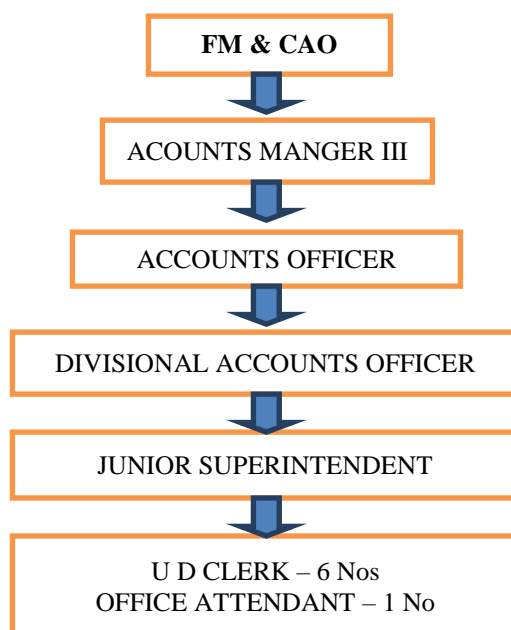 FM & CAO
ACOUNTS MANGER III
ACCOUNTS OFFICER
DIVISIONAL ACCOUNTS OFFICER
JUNIOR SUPERINTENDENT
U D CLERK – 6 Nos
OFFICE ATTENDANT – 1 No